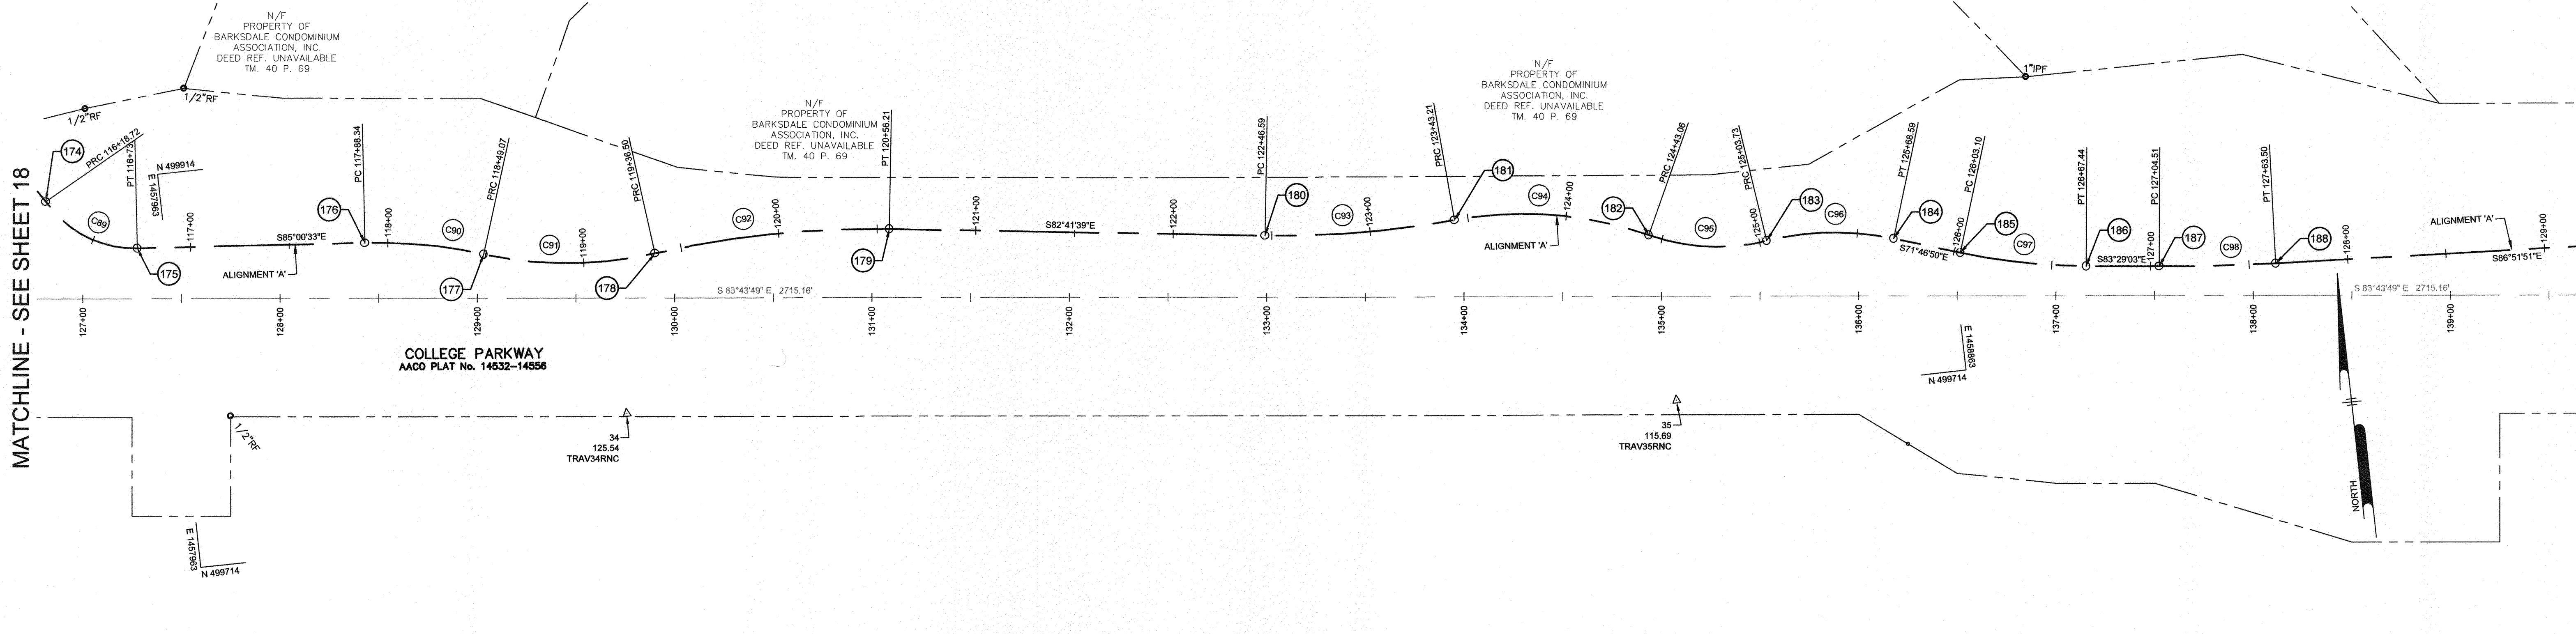 MATCHLINE - SEE SHEET 18
N/F
PROPERTY OF
BARKSDALE CONDOMINIUM
ASSOCIATION, INC.
DEED REF. UNAVAILABLE
TM. 40 P. 69
1/2"RF
1/2"RF
174
PRC 116+18.72
PT 116+73.
N 499914
E 1457963
C89
117+00
175
S85°00'33"E
ALIGNMENT 'A'
176
PC 117+88.34
118+00
C90
177
PRC 118+49.07
C91
119+00
178
PRC 119+36.50
C92
120+00
N/F
PROPERTY OF
BARKSDALE CONDOMINIUM
ASSOCIATION, INC.
DEED REF. UNAVAILABLE
TM. 40 P. 69
179
PT 120+56.21
121+00
S82°41'39"E
122+00
PC 122+46.59
180
C93
123+00
PRC 123+43.21
181
N/F
PROPERTY OF
BARKSDALE CONDOMINIUM
ASSOCIATION, INC.
DEED REF. UNAVAILABLE
TM. 40 P. 69
C94
124+00
ALIGNMENT 'A'
182
PRC 124+43.06
C95
PRC 125+03.73
125+00
183
C96
PT 125+68.59
184
S71°46'50"E
126+00
PC 126+03.10
185
C97
1"IPF
PT 126+67.44
186
S83°29'03"E
127+00
PC 127+04.51
187
C98
PT 127+63.50
188
128+00
ALIGNMENT 'A'
S86°51'51"E
129+00
S 83°43'49" E 2715.16'
S 83°43'49" E 2715.16'
127+00
128+00
129+00
130+00
131+00
132+00
133+00
134+00
135+00
136+00
137+00
138+00
139+00
COLLEGE PARKWAY
AACO PLAT No. 14532-14556
E 1458863
N 499714
1/2"RF
34
125.54
TRAV34RNC
35
115.69
TRAV35RNC
NORTH
E 1457963
N 499714